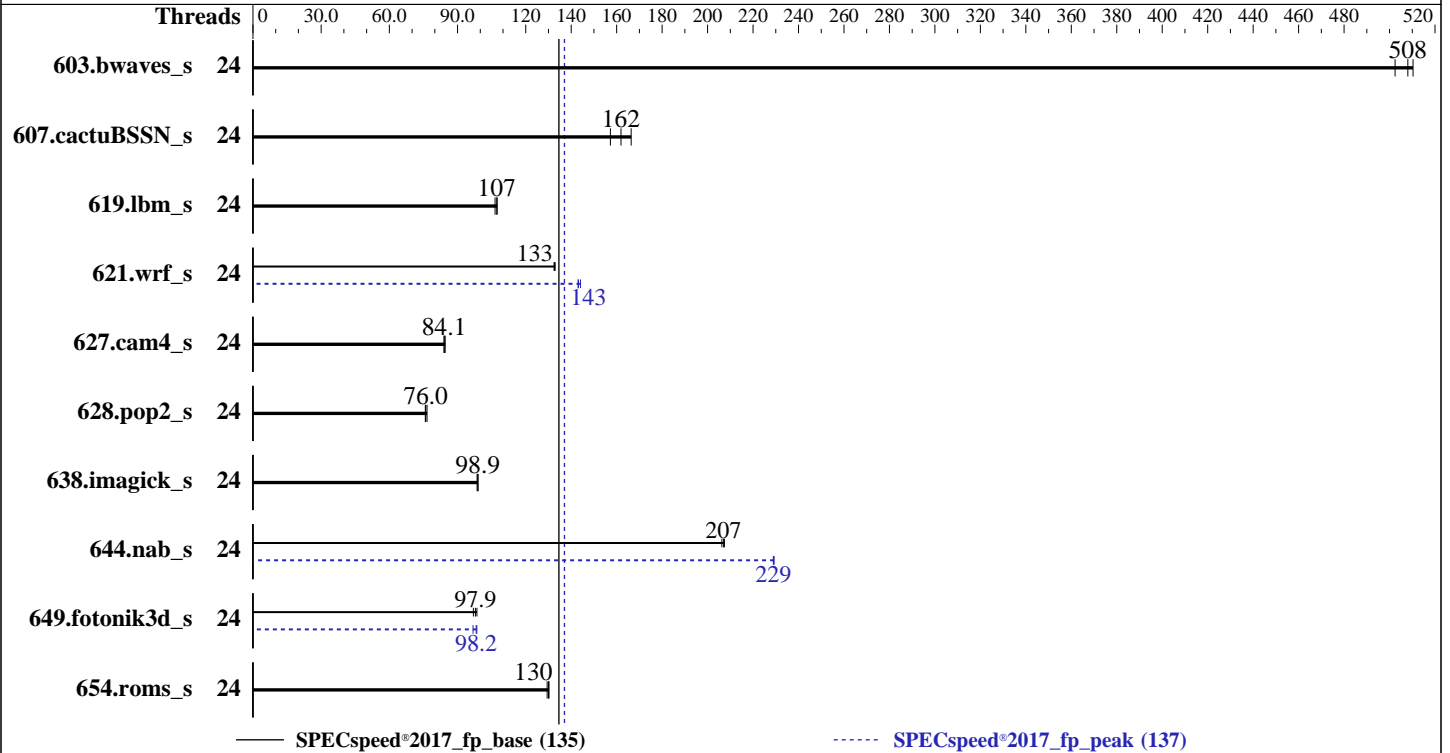 Threads 0 30.0 60.0 90.0 120 140 160 180 200 220 240 260 280 300 320 340 360 380 400 420 440 460 480 520
508
603.bwaves_s 24
162
607.cactuBSSN_s 24
107
619.lbm_s 24
133
621.wrf_s 24
143
84.1
627.cam4_s 24
76.0
628.pop2_s 24
98.9
638.imagick_s 24
207
644.nab_s 24
229
97.9
649.fotonik3d_s 24
98.2
130
654.roms_s 24
SPECspeed®2017_fp_base (135) SPECspeed®2017_fp_peak (137)